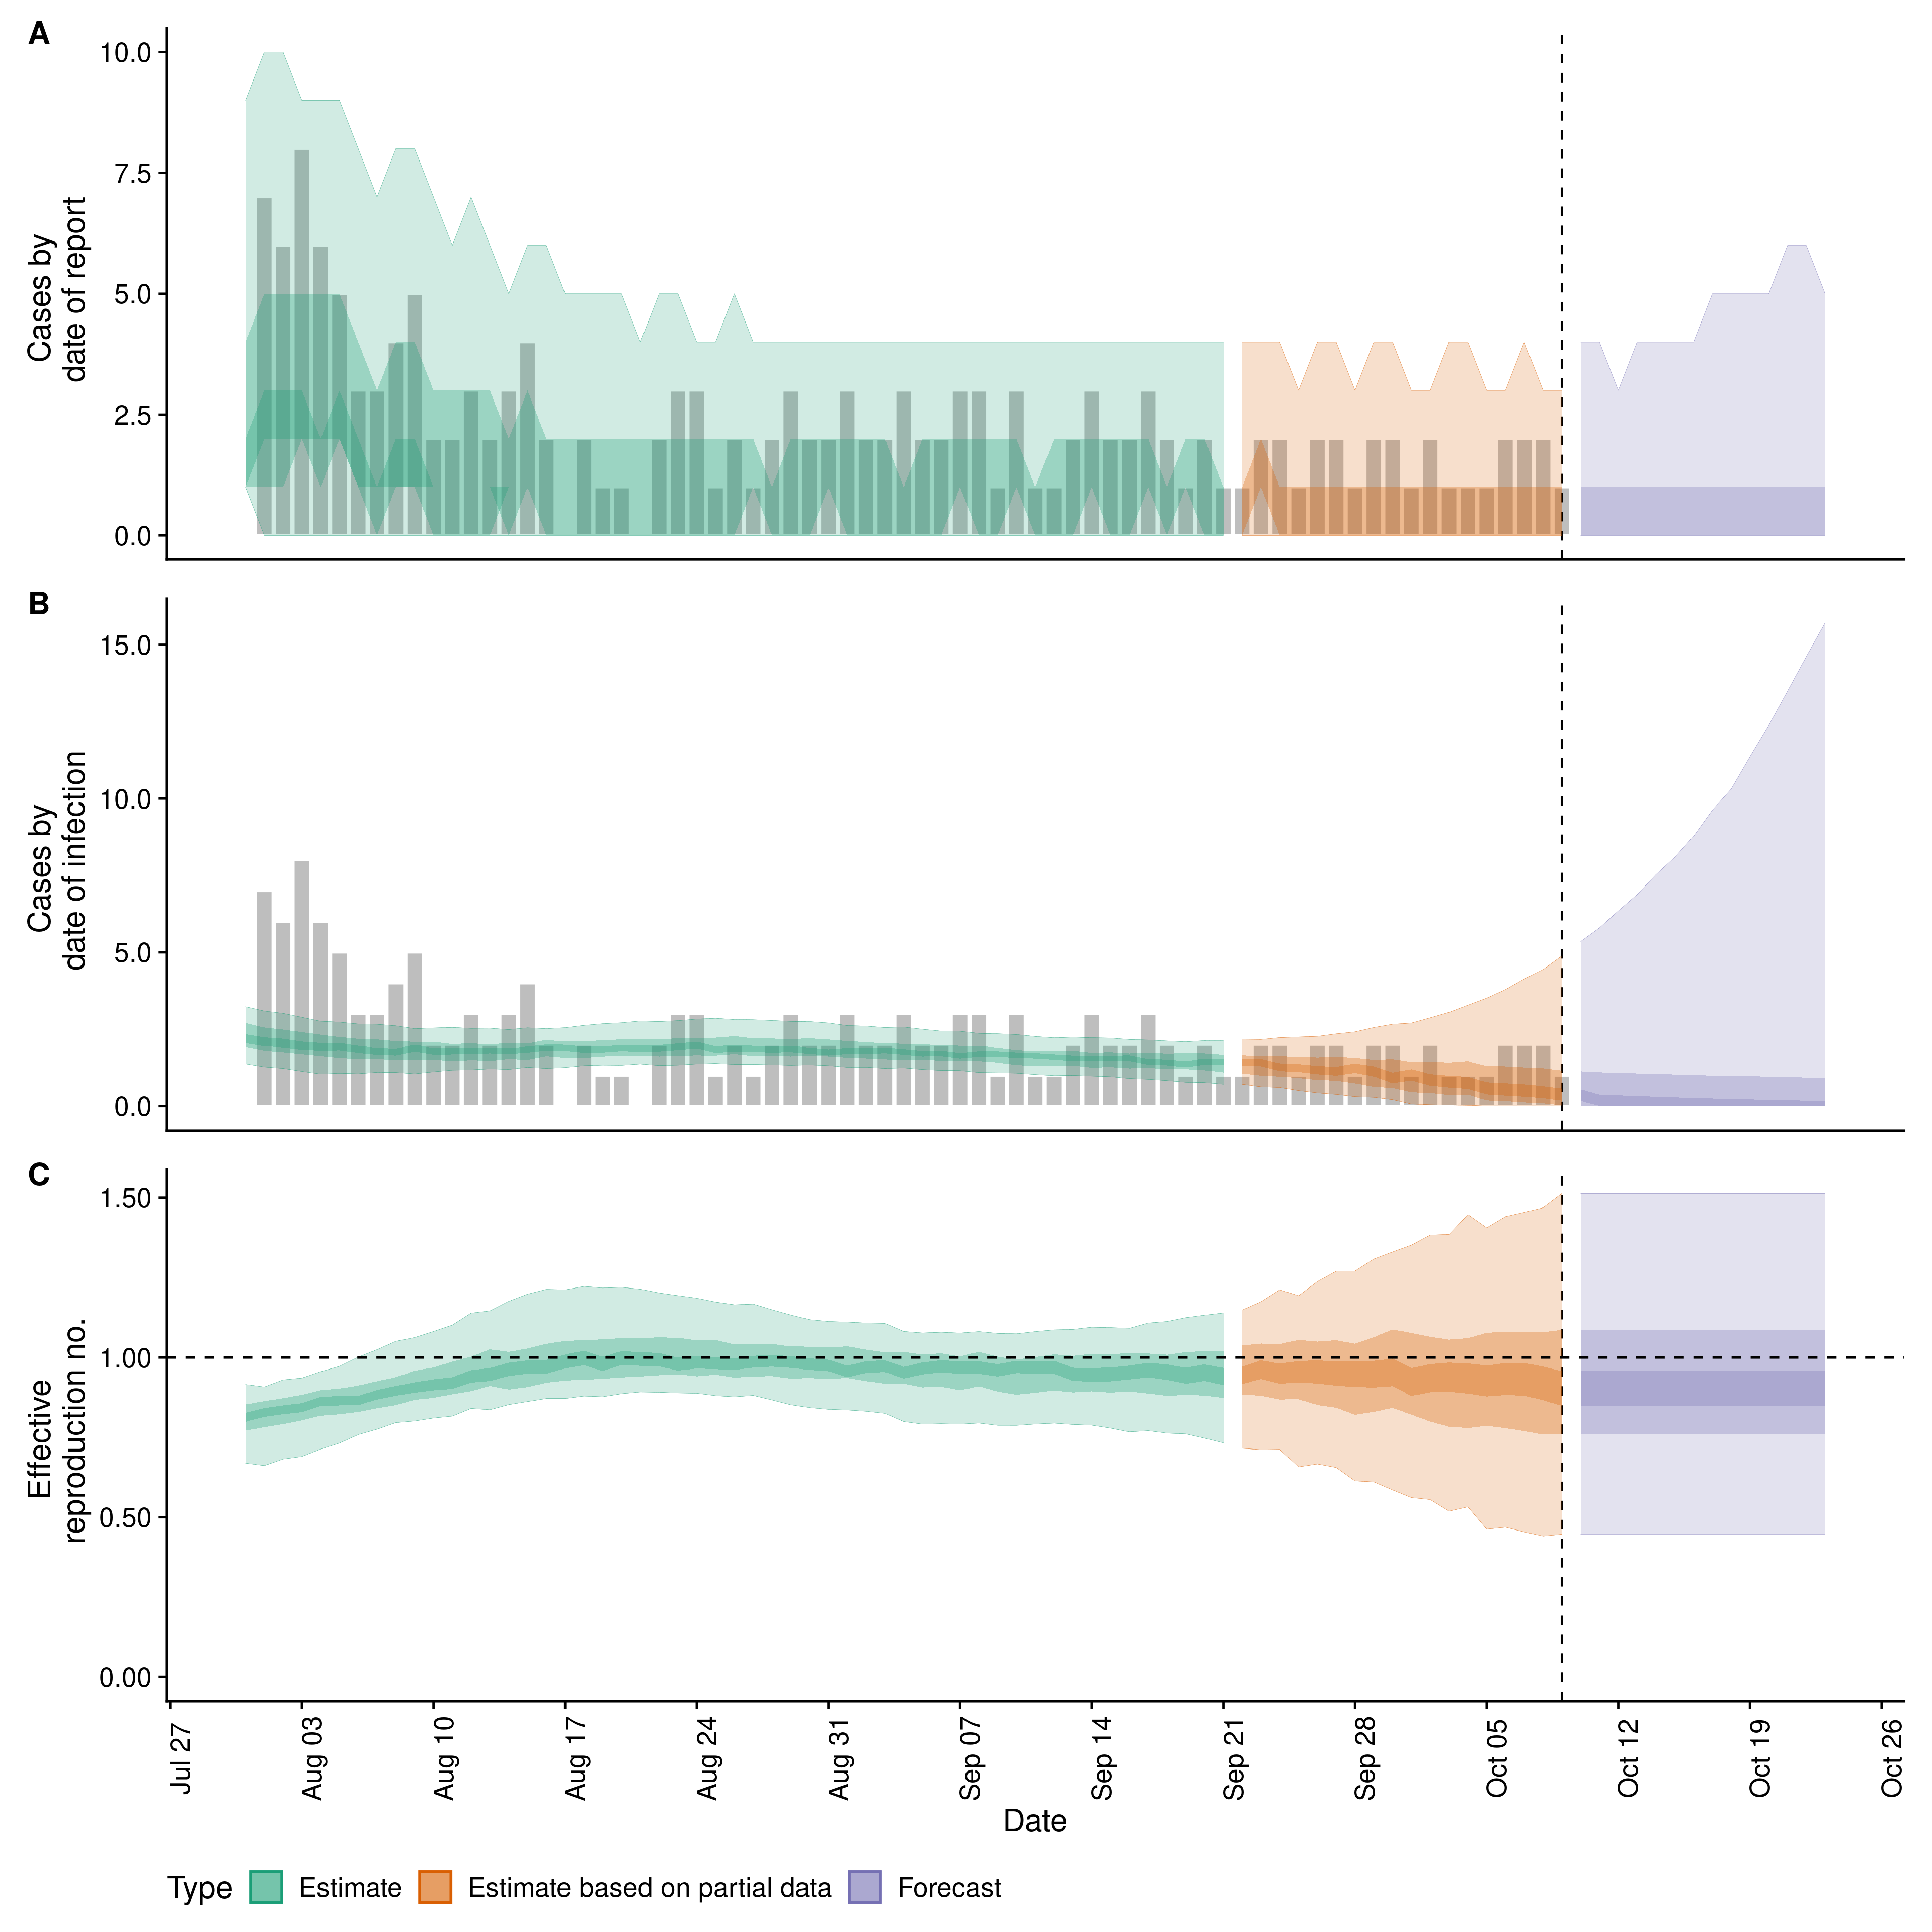 A
Cases by
date of report
10.0
7.5
5.0
2.5
0.0
B
Cases by
date of infection
15.0
10.0
5.0
0.0
C
Effective
reproduction no.
1.50
1.00
0.50
0.00
Jul 27
Aug 03
Aug 10
Aug 17
Aug 24
Aug 31
Sep 07
Sep 14
Sep 21
Sep 28
Oct 05
Oct 12
Oct 19
Oct 26
Date
Type Estimate Estimate based on partial data Forecast